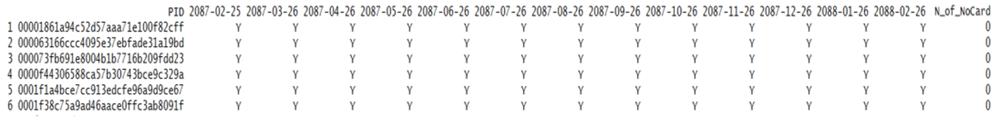 PID 2087-02-25 2087-03-26 2087-04-26 2087-05-26 2087-06-26 2087-07-26 2087-08-26 2087-09-26 2087-10-26 2087-11-26 2087-12-26 2088-01-26 2088-02-26 N_of_NoCard
1 00001861a94c52d57aaa71e100f82cff Y Y Y Y Y Y Y Y Y Y Y Y Y 0
2 000063166ccc4095e37ebfade31a19bd Y Y Y Y Y Y Y Y Y Y Y Y Y 0
3 000073fb691e8004b1b7716b209fdd23 Y Y Y Y Y Y Y Y Y Y Y Y Y 0
4 0000f44306588ca57b30743bce9c329a Y Y Y Y Y Y Y Y Y Y Y Y Y 0
5 0001f1a4bce7cc913edcfe96a9d9ce67 Y Y Y Y Y Y Y Y Y Y Y Y Y 0
6 0001f38c75a9ad46aace0ffc3ab8091f Y Y Y Y Y Y Y Y Y Y Y Y Y 0